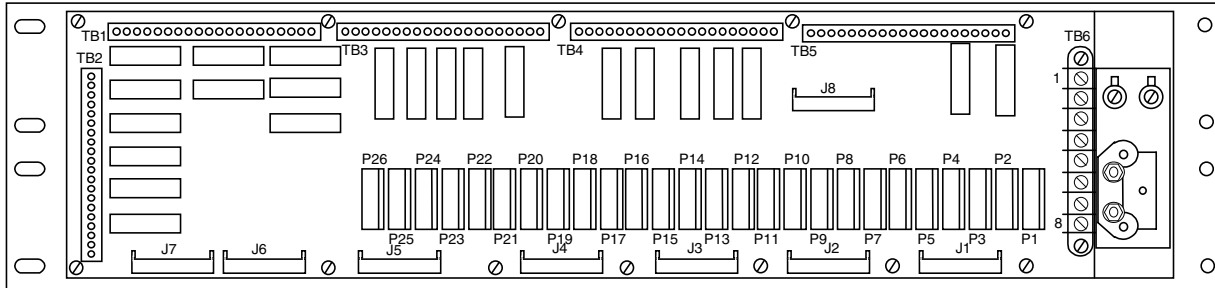 TB1
TB3
TB4
TB5
TB6
TB2
1
J8
P26 P24 P22 P20 P18 P16 P14 P12 P10 P8 P6 P4 P2
8
P25 P23 P21 P19 P17 P15 P13 P11 P9 P7 P5 P3 P1
J7 J6 J5 J4 J3 J2 J1